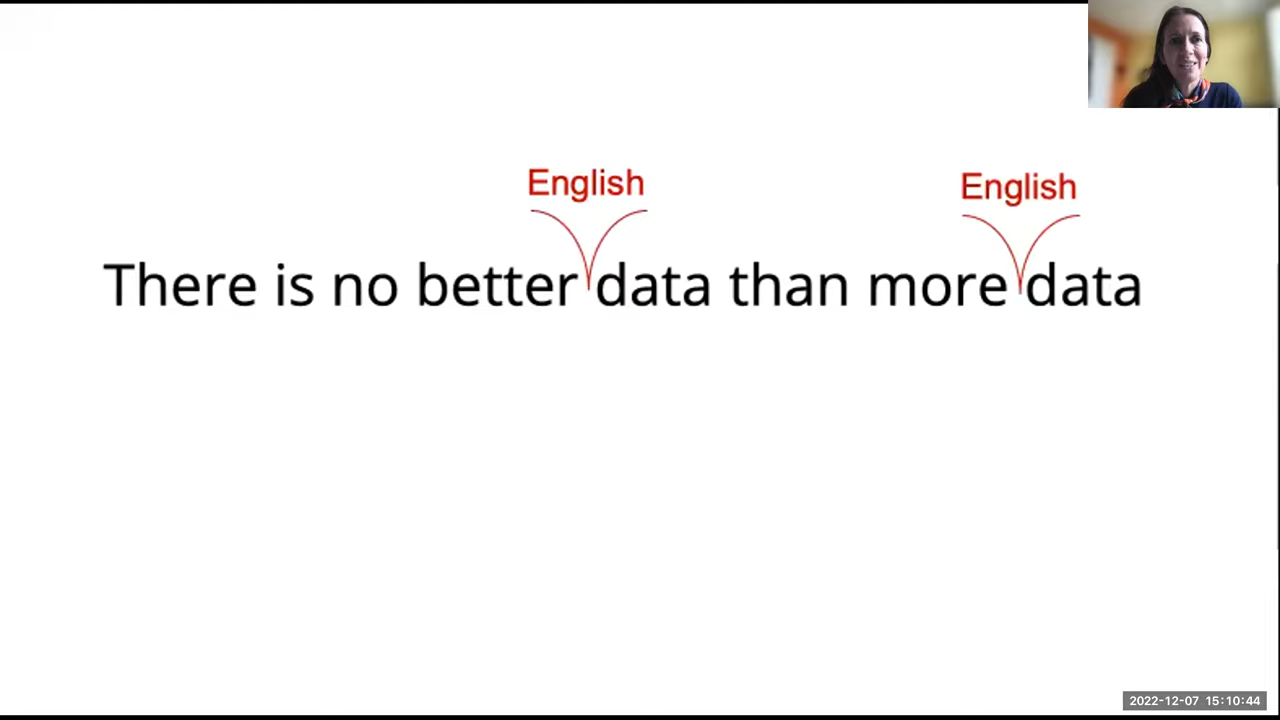 English English
There is no better data than more data
2022-12-07 15:10:44